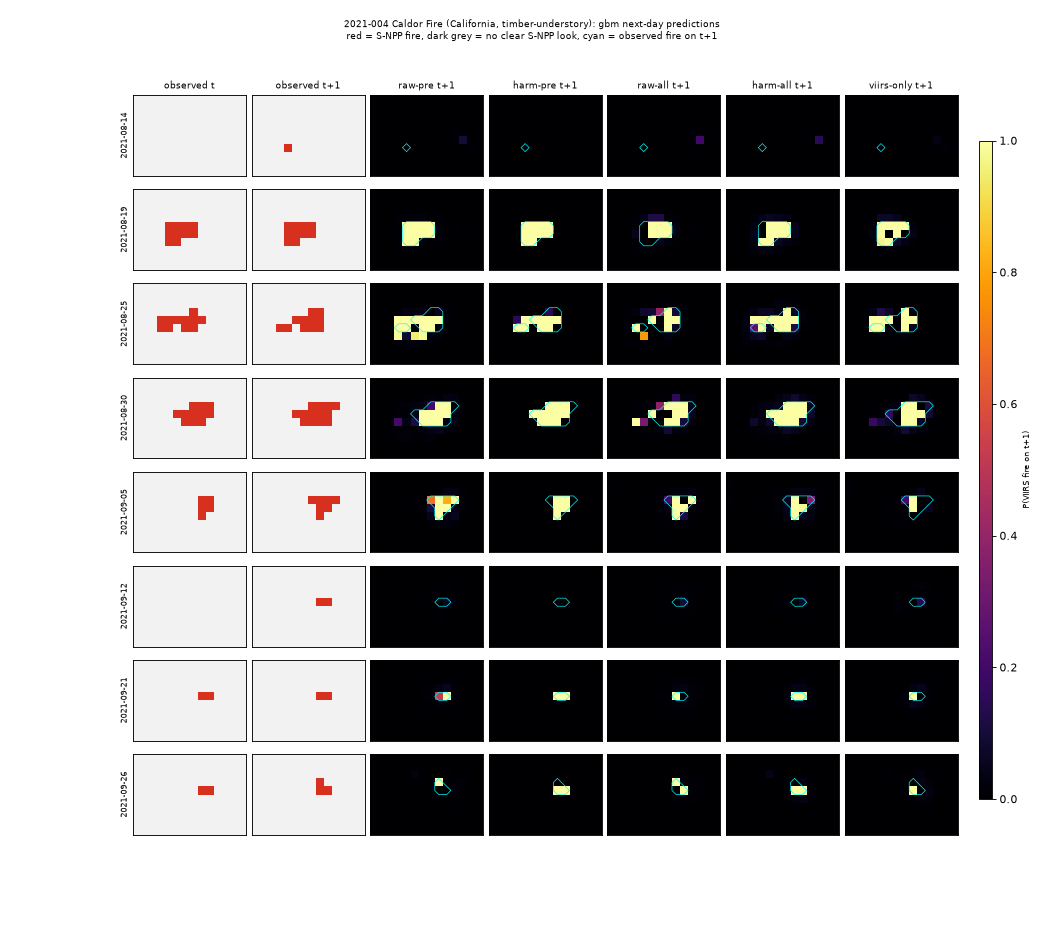 2021-004 Caldor Fire (California, timber-understory): gbm next-day predictions
red = S-NPP fire, dark grey = no clear S-NPP look, cyan = observed fire on t+1
observed t
observed t+1
raw-pre t+1
harm-pre t+1
raw-all t+1
harm-all t+1
viirs-only t+1
2021-08-14
2021-08-19
2021-08-25
2021-08-30
2021-09-05
2021-09-12
2021-09-21
2021-09-26
1.0
0.8
0.6
0.4
0.2
0.0
P(VIIRS fire on t+1)